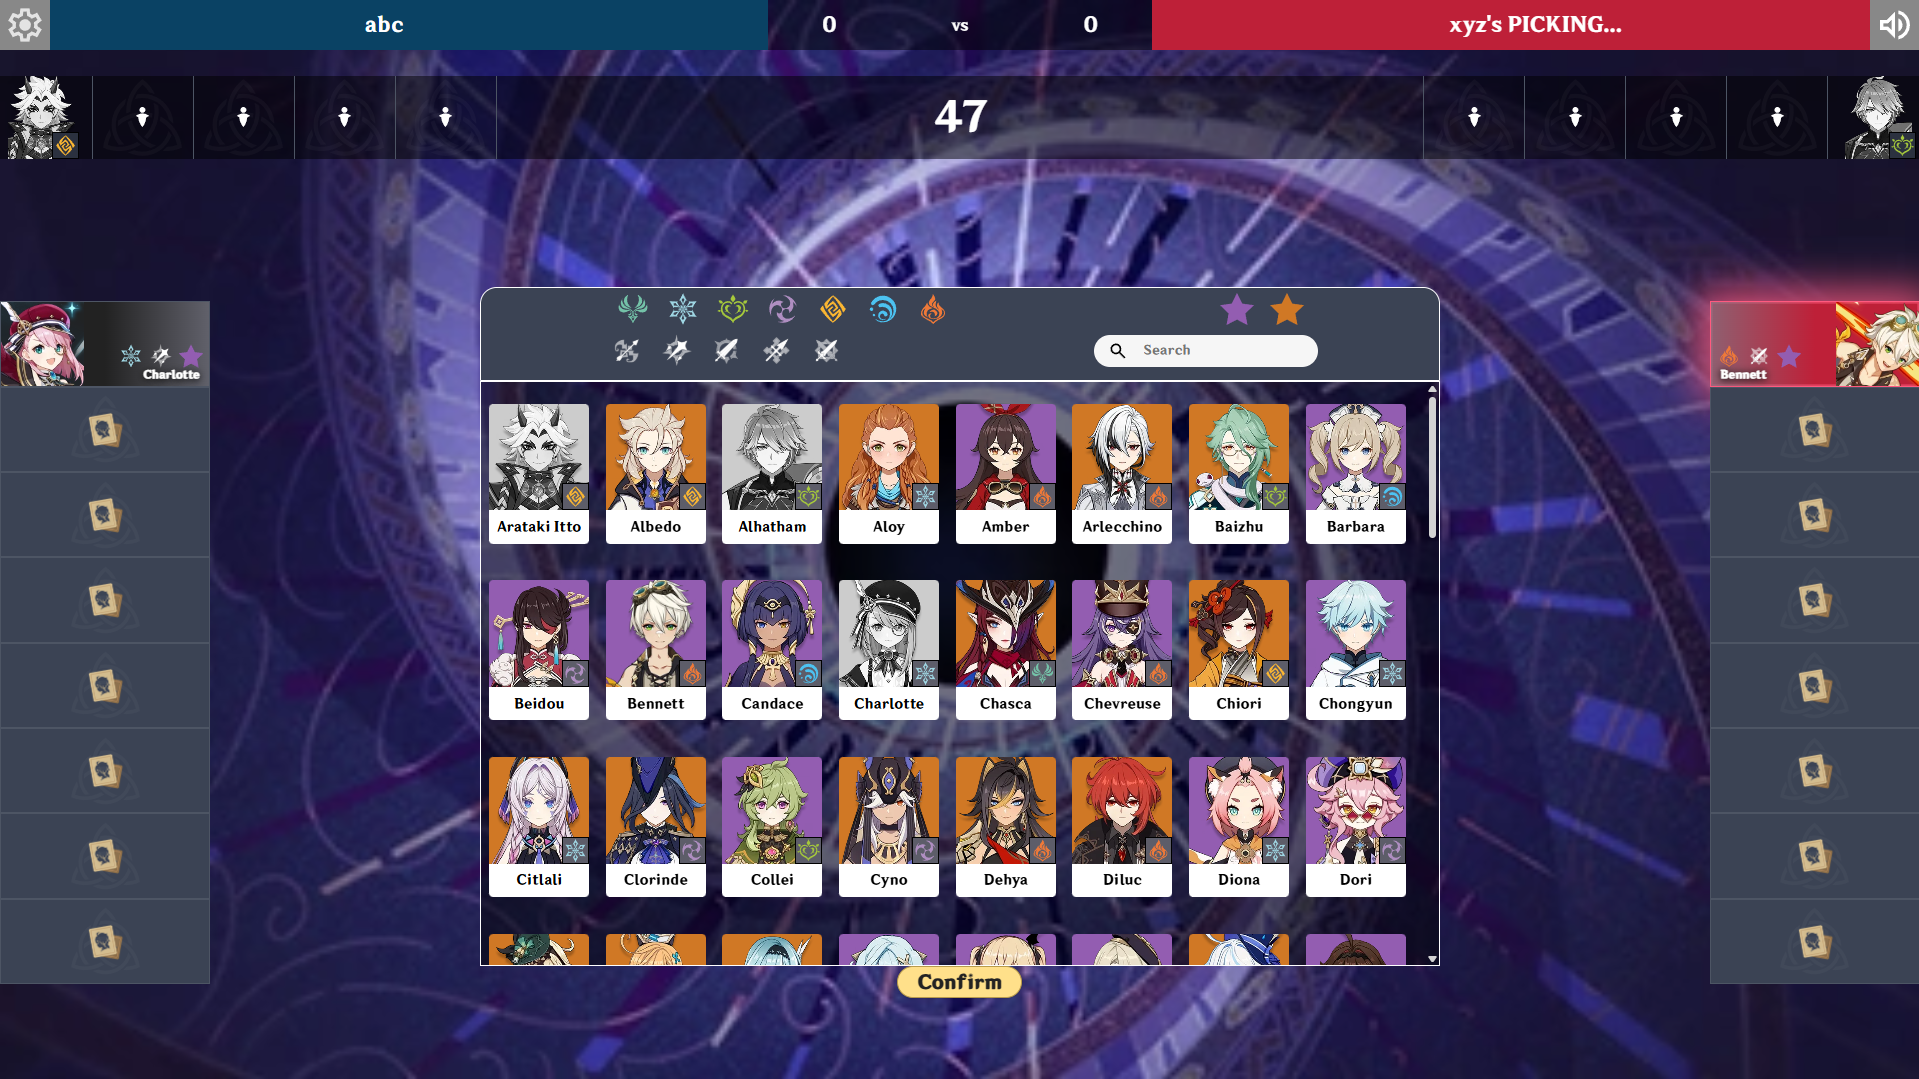 abc
0 vs 0
xyz's PICKING...
47
Charlotte
Bennett
Search
Arataki Itto Albedo Alhatham Aloy Amber Arlecchino Baizhu Barbara
Beidou Bennett Candace Charlotte Chasca Chevreuse Chiori Chongyun
Citlali Clorinde Collei Cyno Dehya Diluc Diona Dori
Confirm